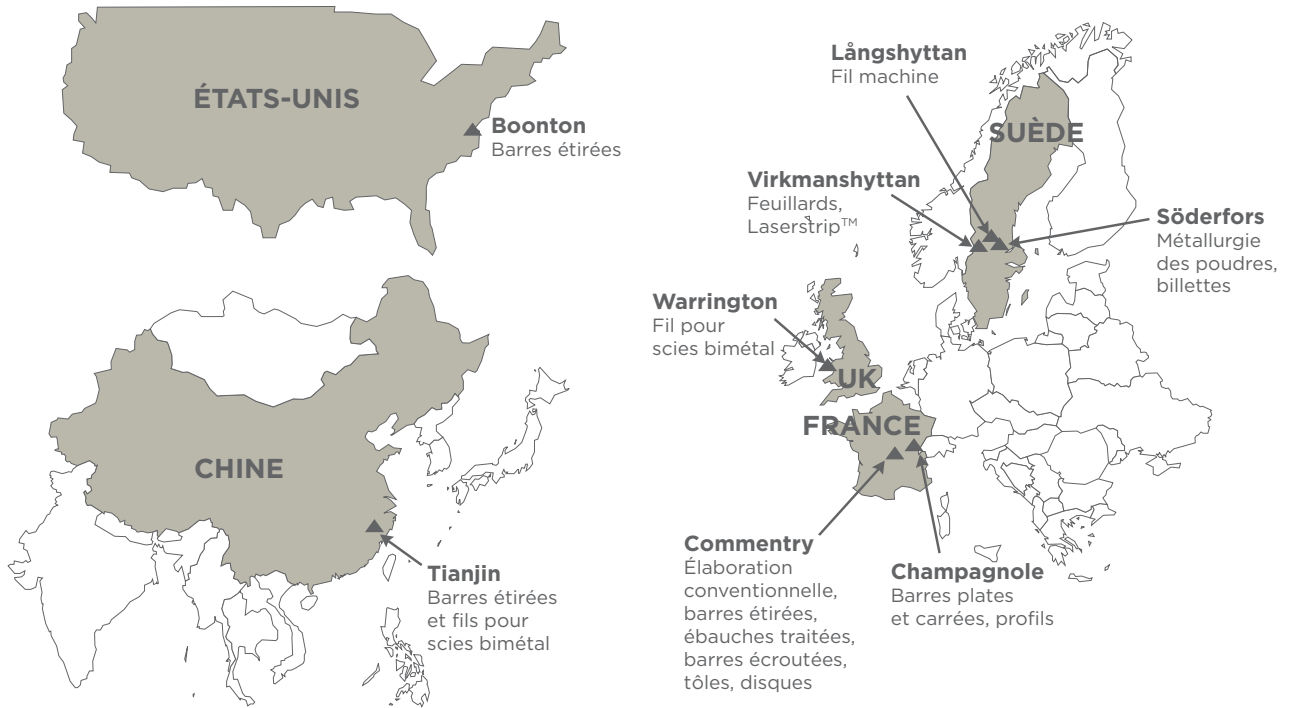 ÉTATS-UNIS
Boonton
Barres étirées
CHINE
Tianjin
Barres étirées
et fils pour
scies bimétal
Långshyttan
Fil machine
SUÈDE
Virkmanshyttan
Feuillards,
Laserstrip™
Söderfors
Métallurgie
des poudres,
billettes
Warrington
Fil pour
scies bimétal
UK
FRANCE
Commentry
Élaboration
conventionnelle,
barres étirées,
ébauches traitées,
barres écroutées,
tôles, disques
Champagnole
Barres plates
et carrées, profils